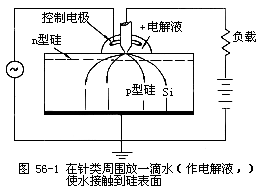 控制电极
+电解液
n型硅
负载
p型硅
Si
图 56-1 在针类周围放一滴水(作电解液，)
使水接触到硅表面